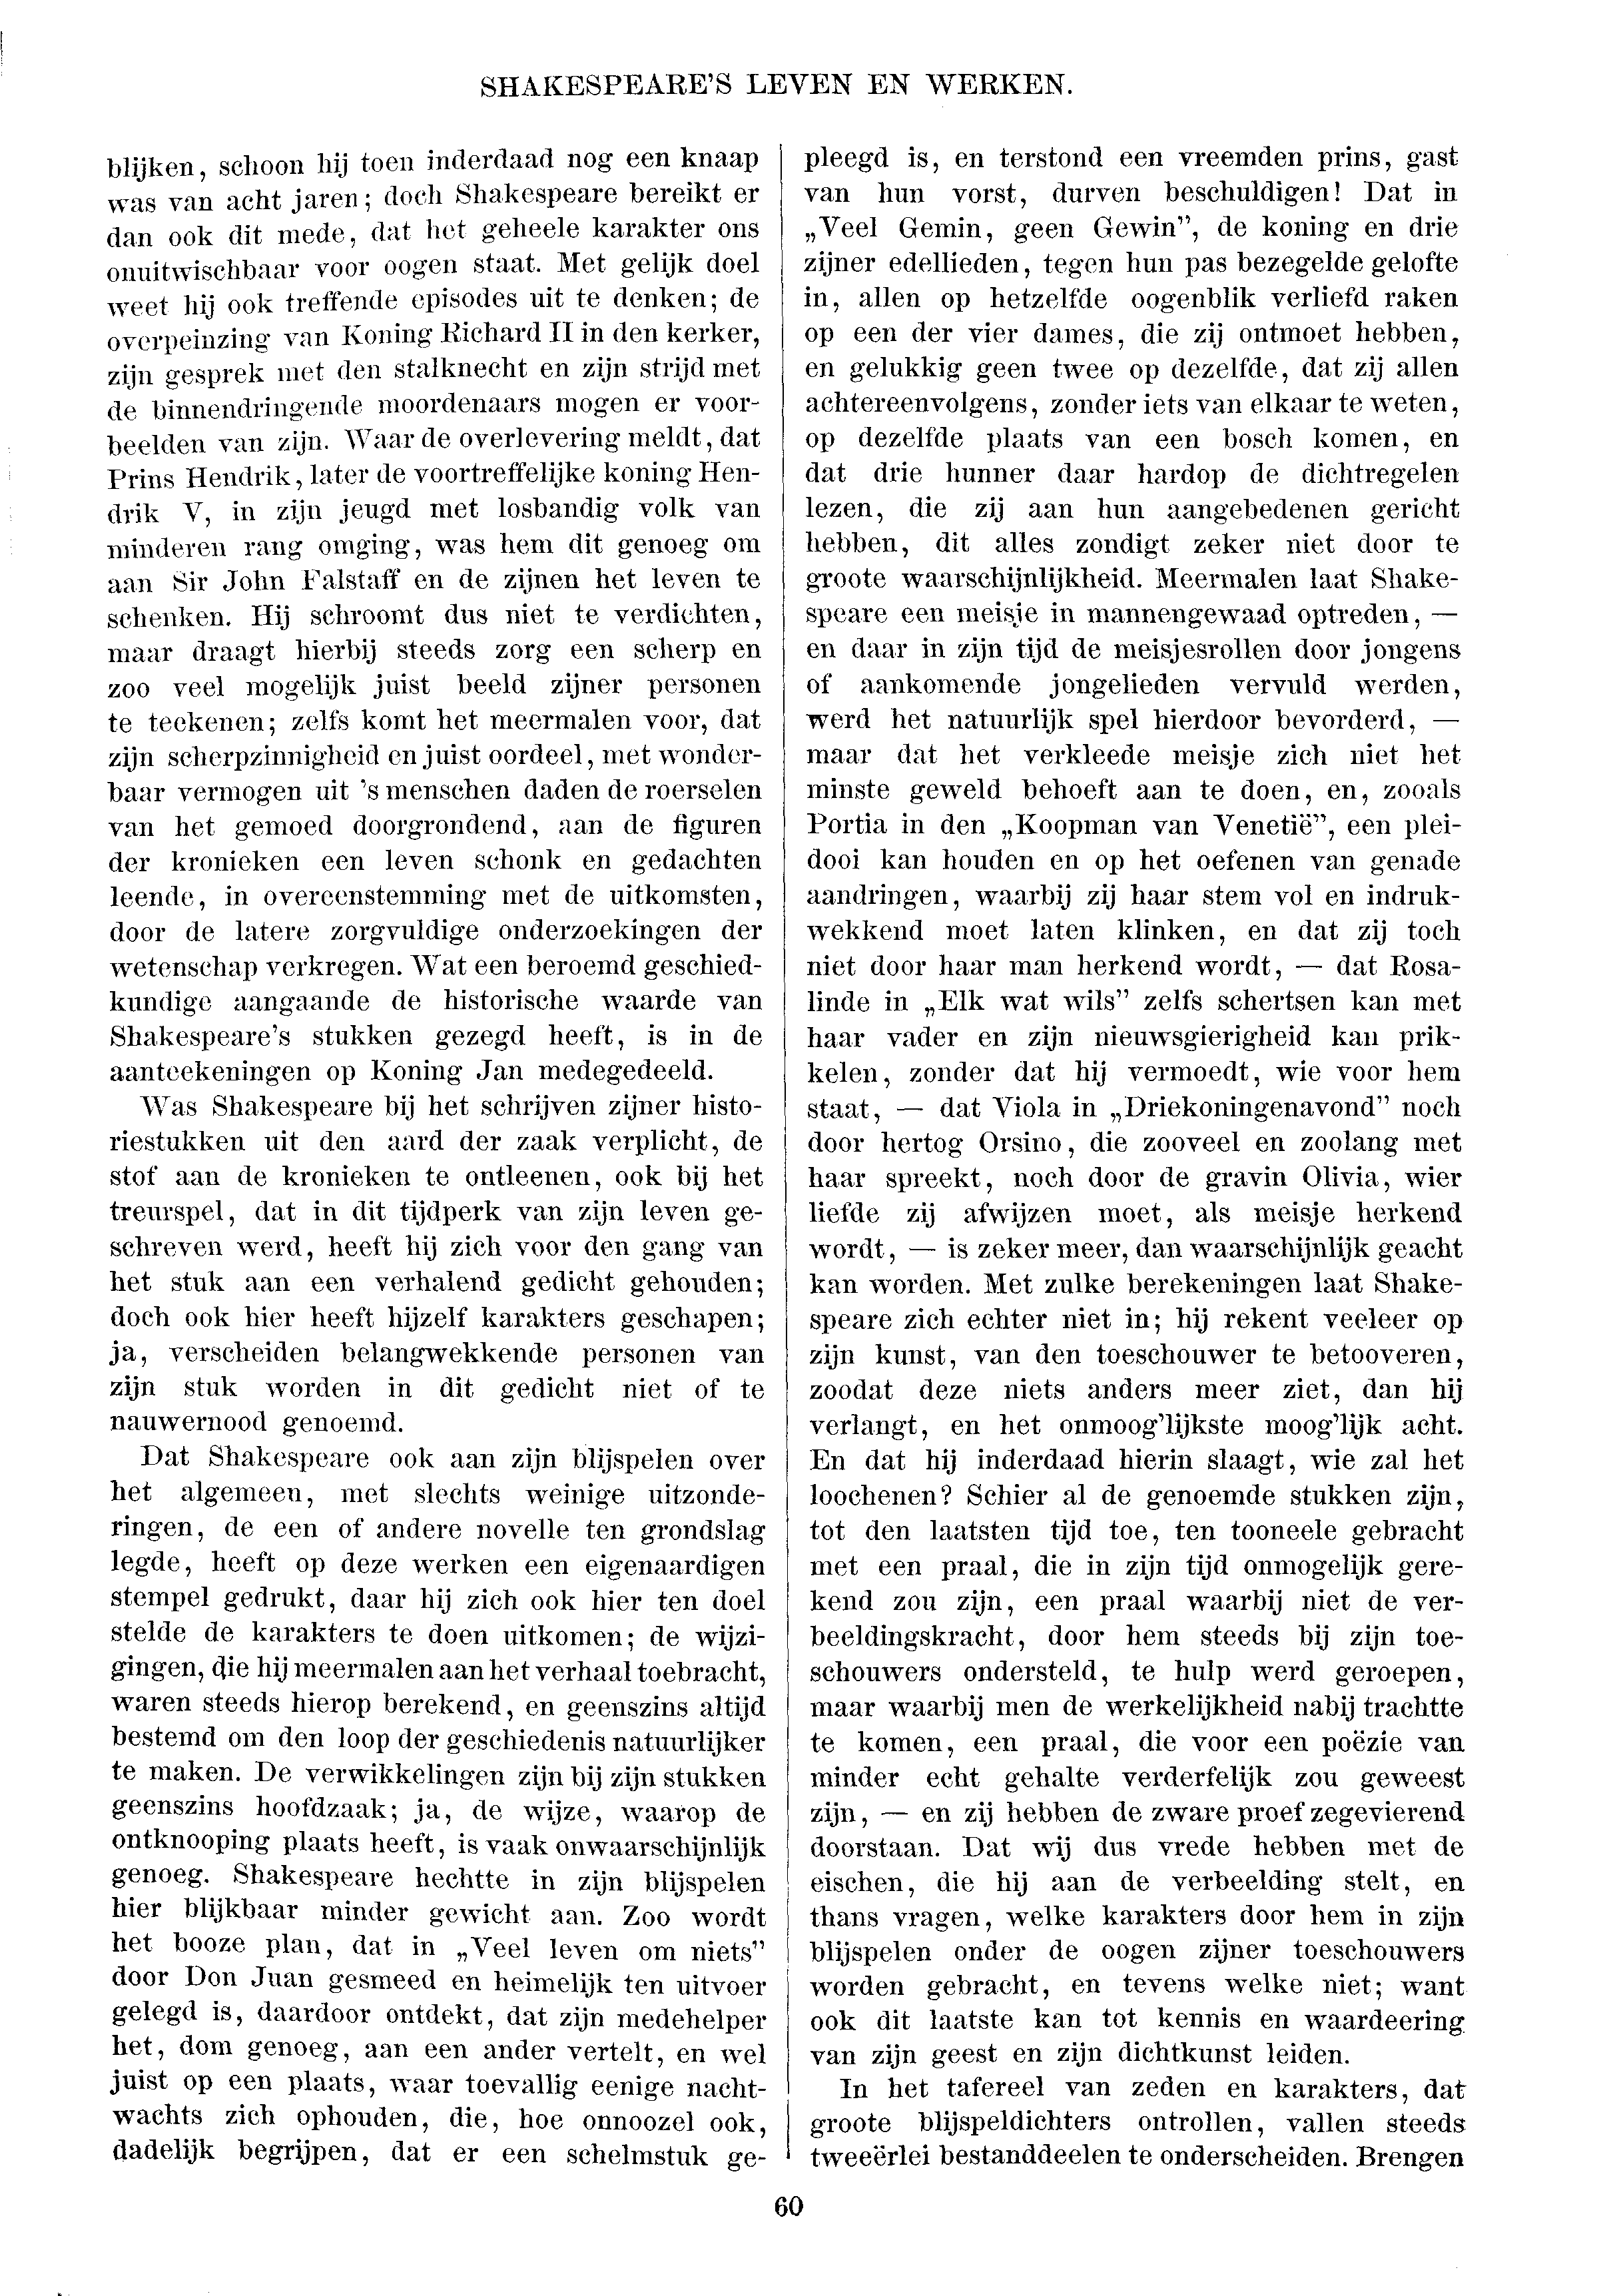 SHAKESPEARE'S LEVEN EN WERKEN.
blijken, schoon hij toen inderdaad nog een knaap
was van acht jaren; doch Shakespeare bereikt er
dan ook dit mede, dat het geheele karakter ons
onuitwischbaar voor oogen staat. Met gelijk doel
weet hij ook treffende episodes uit te denken; de
overpeinzing van Koning Richard II in den kerker,
zijn gesprek met den stalknecht en zijn strijd met
de binnendringende moordenaars mogen er voor-
beelden van zijn. Waar de overlevering meldt, dat
Prins Hendrik, later de voortreffelijke koning Hen-
drik V, in zijn jeugd met losbandig volk van
minderen rang omging, was hem dit genoeg om
aan Sir John Falstaff en de zijnen het leven te
schenken. Hij schroomt dus niet te verdichten,
maar draagt hierbij steeds zorg een scherp en
zoo veel mogelijk juist beeld zijner personen
te teekenen; zelfs komt het meermalen voor, dat
zijn scherpzinnigheid en juist oordeel, met wonder-
baar vermogen uit 's menschen daden de roerselen
van het gemoed doorgrondend, aan de figuren
der kronieken een leven schonk en gedachten
leende, in overeenstemming met de uitkomsten,
door de latere zorgvuldige onderzoekingen der
wetenschap verkregen. Wat een beroemd geschied-
kundige aangaande de historische waarde van
Shakespeare's stukken gezegd heeft, is in de
aanteekeningen op Koning Jan medegedeeld.
Was Shakespeare bij het schrijven zijner histo-
riestukken uit den aard der zaak verplicht, de
stof aan de kronieken te ontleenen, ook bij het
treurspel, dat in dit tijdperk van zijn leven ge-
schreven werd, heeft hij zich voor den gang van
het stuk aan een verhalend gedicht gehouden;
doch ook hier heeft hijzelf karakters geschapen;
ja, verscheiden belangwekkende personen van
zijn stuk worden in dit gedicht niet of te
nauwernood genoemd.
Dat Shakespeare ook aan zijn blijspelen over
het algemeen, met slechts weinige uitzonde-
ringen, de een of andere novelle ten grondslag
legde, heeft op deze werken een eigenaardigen
stempel gedrukt, daar hij zich ook hier ten doel
stelde de karakters te doen uitkomen; de wijzi-
gingen, die hij meermalen aan het verhaal toebracht,
waren steeds hierop berekend, en geenszins altijd
bestemd om den loop der geschiedenis natuurlijker
te maken. De verwikkelingen zijn bij zijn stukken
geenszins hoofdzaak; ja, de wijze, waarop de
ontknooping plaats heeft, is vaak onwaarschijnlijk
genoeg. Shakespeare hechtte in zijn blijspelen
hier blijkbaar minder gewicht aan. Zoo wordt
het booze plan, dat in „Veel leven om niets”
door Don Juan gesmeed en heimelijk ten uitvoer
gelegd is, daardoor ontdekt, dat zijn medehelper
het, dom genoeg, aan een ander vertelt, en wel
juist op een plaats, waar toevallig eenige nacht-
wachts zich ophouden, die, hoe onnoozel ook,
dadelijk begrijpen, dat er een schelmstuk ge-
pleegd is, en terstond een vreemden prins, gast
van hun vorst, durven beschuldigen! Dat in
„Veel Gemin, geen Gewin”, de koning en drie
zijner edellieden, tegen hun pas bezegelde gelofte
in, allen op hetzelfde oogenblik verliefd raken
op een der vier dames, die zij ontmoet hebben,
en gelukkig geen twee op dezelfde, dat zij allen
achtereenvolgens, zonder iets van elkaar te weten,
op dezelfde plaats van een bosch komen, en
dat drie hunner daar hardop de dichtregelen
lezen, die zij aan hun aangebedenen gericht
hebben, dit alles zondigt zeker niet door te
groote waarschijnlijkheid. Meermalen laat Shake-
speare een meisje in mannengewaad optreden, —
en daar in zijn tijd de meisjesrollen door jongens
of aankomende jongelieden vervuld werden,
werd het natuurlijk spel hierdoor bevorderd, —
maar dat het verkleede meisje zich niet het
minste geweld behoeft aan te doen, en, zooals
Portia in den „Koopman van Venetië”, een plei-
dooi kan houden en op het oefenen van genade
aandringen, waarbij zij haar stem vol en indruk-
wekkend moet laten klinken, en dat zij toch
niet door haar man herkend wordt, — dat Rosa-
linde in „Elk wat wils” zelfs schertsen kan met
haar vader en zijn nieuwsgierigheid kan prik-
kelen, zonder dat hij vermoedt, wie voor hem
staat, — dat Viola in „Driekoningenavond” noch
door hertog Orsino, die zooveel en zoolang met
haar spreekt, noch door de gravin Olivia, wier
liefde zij afwijzen moet, als meisje herkend
wordt, — is zeker meer, dan waarschijnlijk geacht
kan worden. Met zulke berekeningen laat Shake-
speare zich echter niet in; hij rekent veeleer op
zijn kunst, van den toeschouwer te betooveren,
zoodat deze niets anders meer ziet, dan hij
verlangt, en het onmoog'lijkste moog'lijk acht.
En dat hij inderdaad hierin slaagt, wie zal het
loochenen? Schier al de genoemde stukken zijn,
tot den laatsten tijd toe, ten tooneele gebracht
met een praal, die in zijn tijd onmogelijk gere-
kend zou zijn, een praal waarbij niet de ver-
beeldingskracht, door hem steeds bij zijn toe-
schouwers ondersteld, te hulp werd geroepen,
maar waarbij men de werkelijkheid nabij trachtte
te komen, een praal, die voor een poëzie van
minder echt gehalte verderfelijk zou geweest
zijn, — en zij hebben de zware proef zegevierend
doorstaan. Dat wij dus vrede hebben met de
eischen, die hij aan de verbeelding stelt, en
thans vragen, welke karakters door hem in zijn
blijspelen onder de oogen zijner toeschouwers
worden gebracht, en tevens welke niet; want
ook dit laatste kan tot kennis en waardeering
van zijn geest en zijn dichtkunst leiden.
In het tafereel van zeden en karakters, dat
groote blijspeldichters ontrollen, vallen steeds
tweeërlei bestanddeelen te onderscheiden. Brengen
60